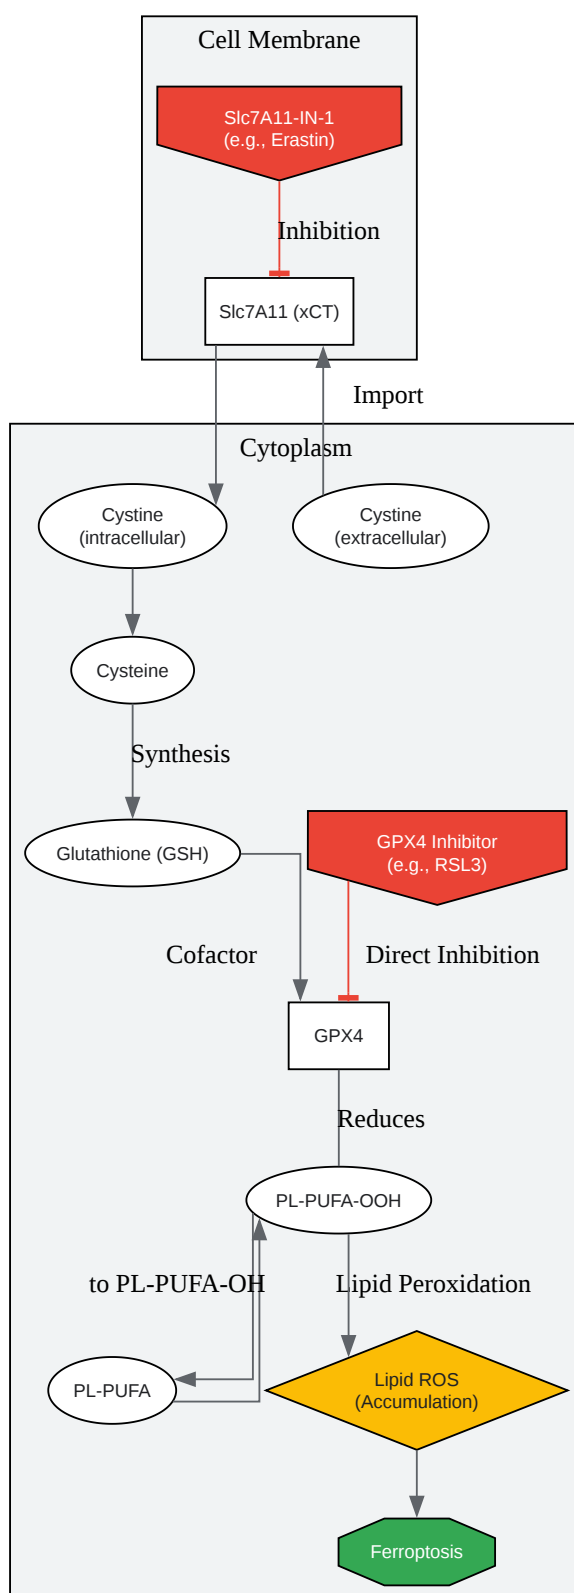 Cell Membrane
Slc7A11-IN-1
(e.g., Erastin)
Inhibition
Slc7A11 (xCT)
Import
Cytoplasm
Cystine
(intracellular)
Cystine
(extracellular)
Cysteine
Synthesis
Glutathione (GSH)
GPX4 Inhibitor
(e.g., RSL3)
Cofactor
Direct Inhibition
GPX4
Reduces
PL-PUFA-OOH
to PL-PUFA-OH
Lipid Peroxidation
PL-PUFA
Lipid ROS
(Accumulation)
Ferroptosis